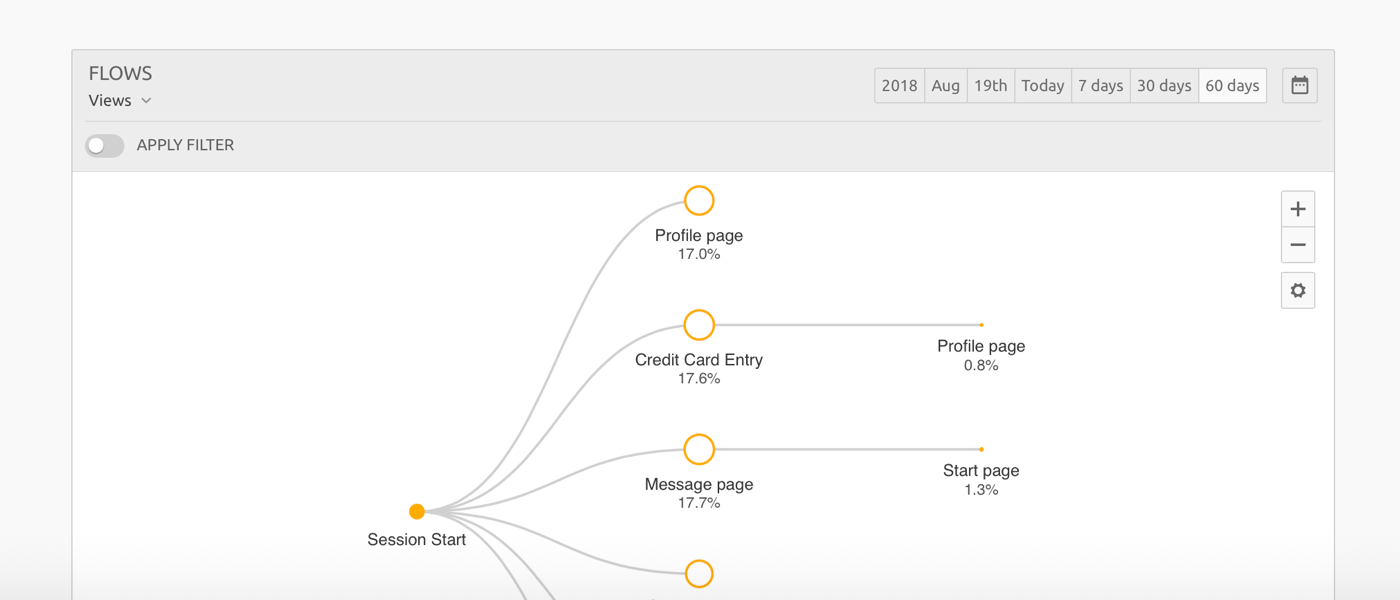 FLOWS
Views
2018 Aug 19th Today 7 days 30 days 60 days
APPLY FILTER
Profile page
17.0%
Credit Card Entry
17.6%
Profile page
0.8%
Message page
17.7%
Start page
1.3%
Session Start